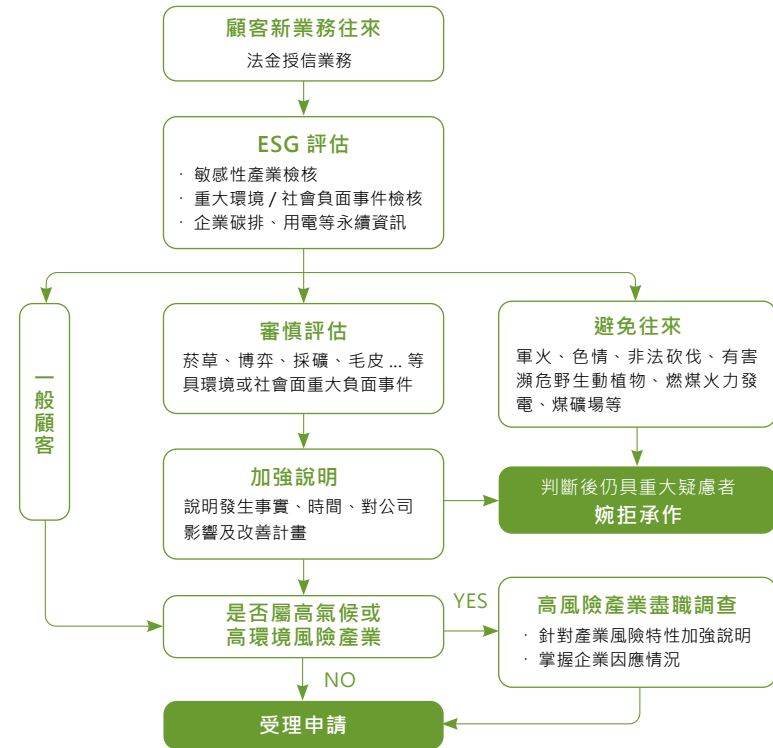 顧客新業務往來
法金授信業務
ESG 評估
· 敏感性產業檢核
· 重大環境 / 社會負面事件檢核
· 企業碳排、用電等永續資訊
一般顧客
審慎評估
菸草、博弈、採礦、毛皮 ... 等
具環境或社會面重大負面事件
避免往來
軍火、色情、非法砍伐、有害
瀕危野生動植物、燃煤火力發
電、煤礦場等
加強說明
說明發生事實、時間、對公司
影響及改善計畫
判斷後仍具重大疑慮者
婉拒承作
是否屬高氣候或
高環境風險產業
YES
高風險產業盡職調查
· 針對產業風險特性加強說明
· 掌握企業因應情況
NO
受理申請